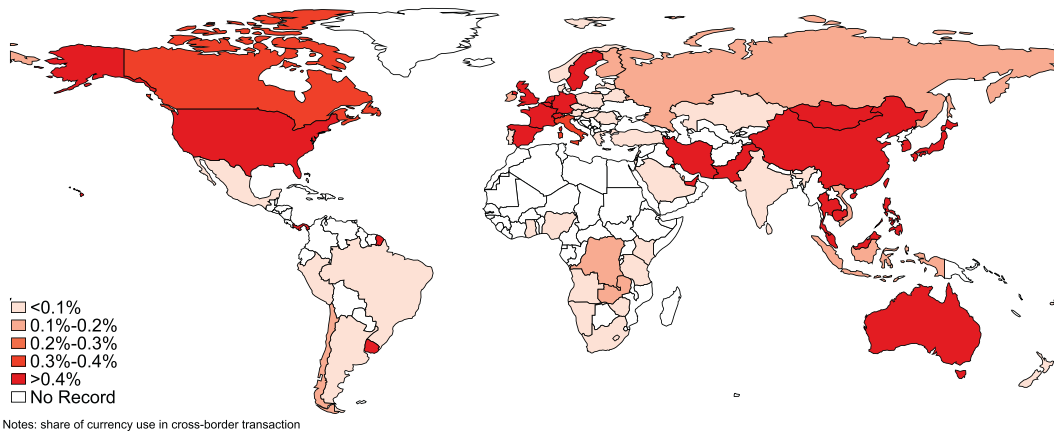 <0.1%
0.1%-0.2%
0.2%-0.3%
0.3%-0.4%
>0.4%
No Record
Notes: share of currency use in cross-border transaction